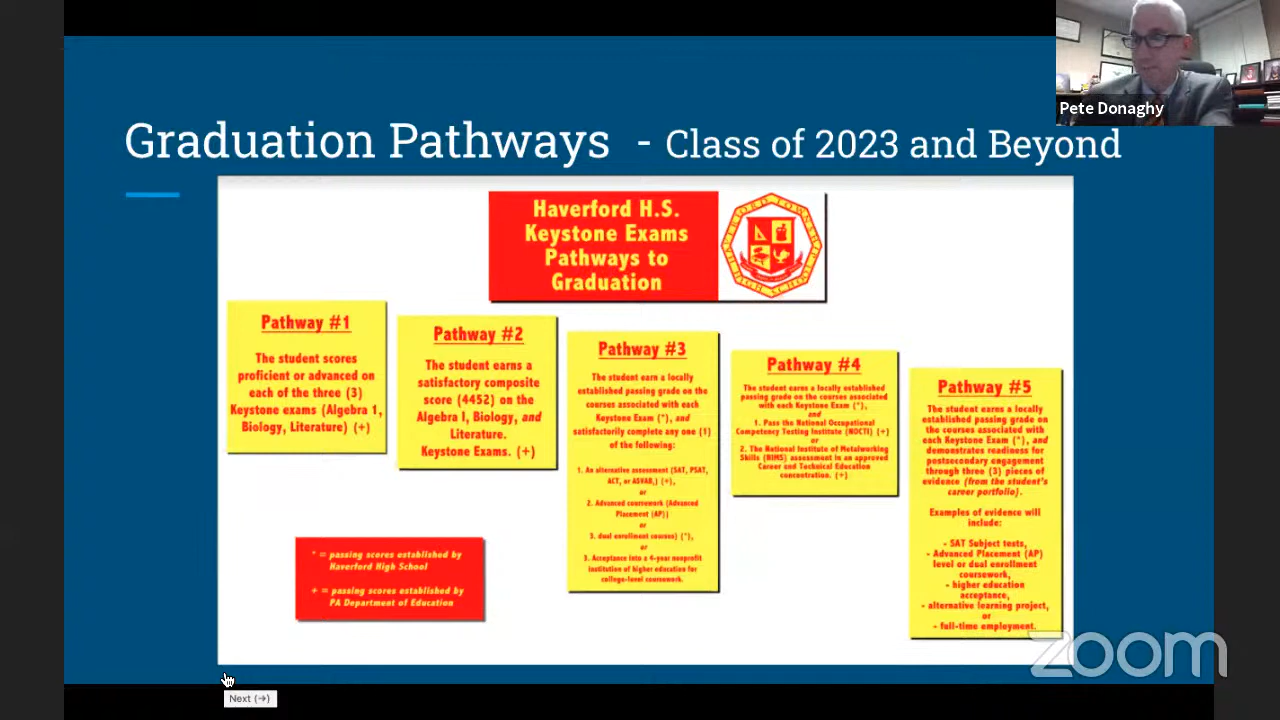 Pete Donaghy
Graduation Pathways - Class of 2023 and Beyond
Haverford H.S.
Keystone Exams
Pathways to
Graduation
HAVERFORD TOWNSHIP
HIGH SCHOOL
Pathway #1
The student scores
proficient or advanced on
each of the three (3)
Keystone exams (Algebra 1,
Biology, Literature) (+)
Pathway #2
The student earns a
satisfactory composite
score (4452) on the
Algebra I, Biology, and
Literature.
Keystone Exams. (+)
Pathway #3
The student earn a locally
established passing grade on the
courses associated with each
Keystone Exam (*), and
satisfactorily complete any one (1)
of the following:
1. An alternative assessment (SAT, PSAT,
ACT, or ASVAB,) (+),
or
2. Advanced coursework (Advanced
Placement (AP)
or
3. dual enrollment courses) (*),
or
3. Acceptance into a 4-year nonprofit
institution of higher education for
college-level coursework.
Pathway #4
The student earns a locally established
passing grade on the courses associated
with each Keystone Exam (*),
and
1. Pass the National Occupational
Competency Testing Institute (NOCTI) (+)
or
2. The National Institute of Metalworking
Skills (NIMS) assessment in an approved
Career and Technical Education
concentration. (+)
Pathway #5
The student earns a locally
established passing grade on
the courses associated with
each Keystone Exam (*), and
demonstrates readiness for
postsecondary engagement
through three (3) pieces of
evidence (from the student's
career portfolio).
Examples of evidence will
include:
- SAT Subject tests,
- Advanced Placement (AP)
level or dual enrollment
coursework,
- higher education
acceptance,
- alternative learning project,
or
- full-time employment.
* = passing scores established by
Haverford High School
+ = passing scores established by
PA Department of Education
zoom
Next (→)